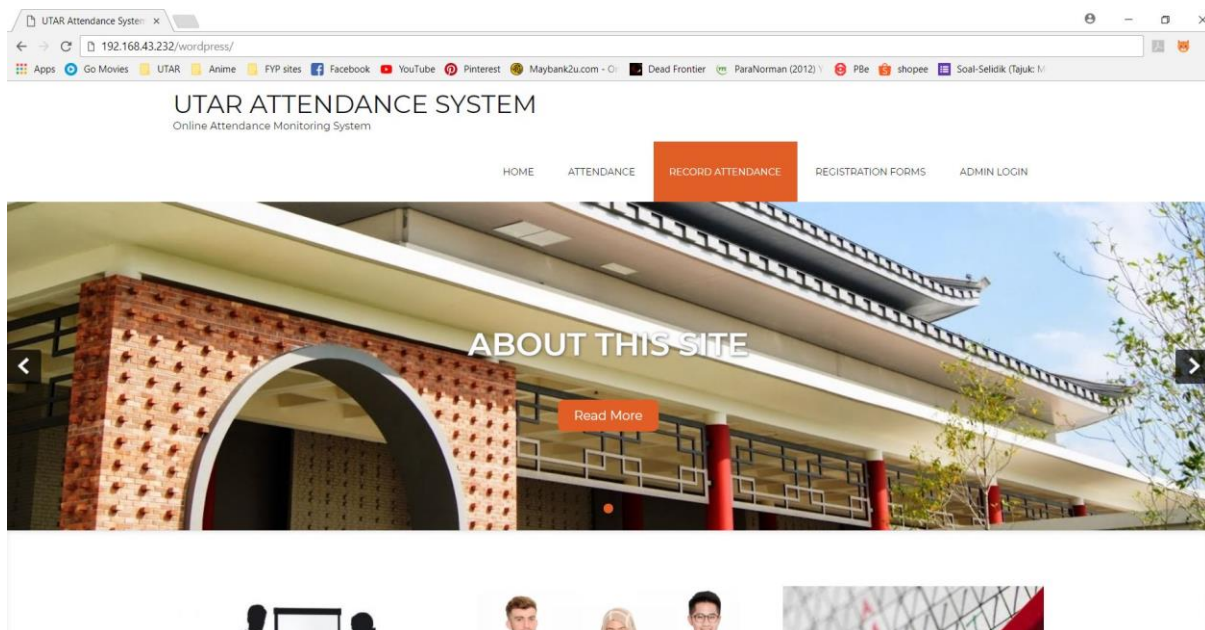 UTAR Attendance System
192.168.43.232/wordpress/
Apps Go Movies UTAR Anime FYP sites Facebook YouTube Pinterest Maybank2u.com - O Dead Frontier ParaNorman (2012) PBe shopee Soal-Selidik (Tajuk: M
UTAR ATTENDANCE SYSTEM
Online Attendance Monitoring System
HOME ATTENDANCE RECORD ATTENDANCE REGISTRATION FORMS ADMIN LOGIN
ABOUT THIS SITE
Read More